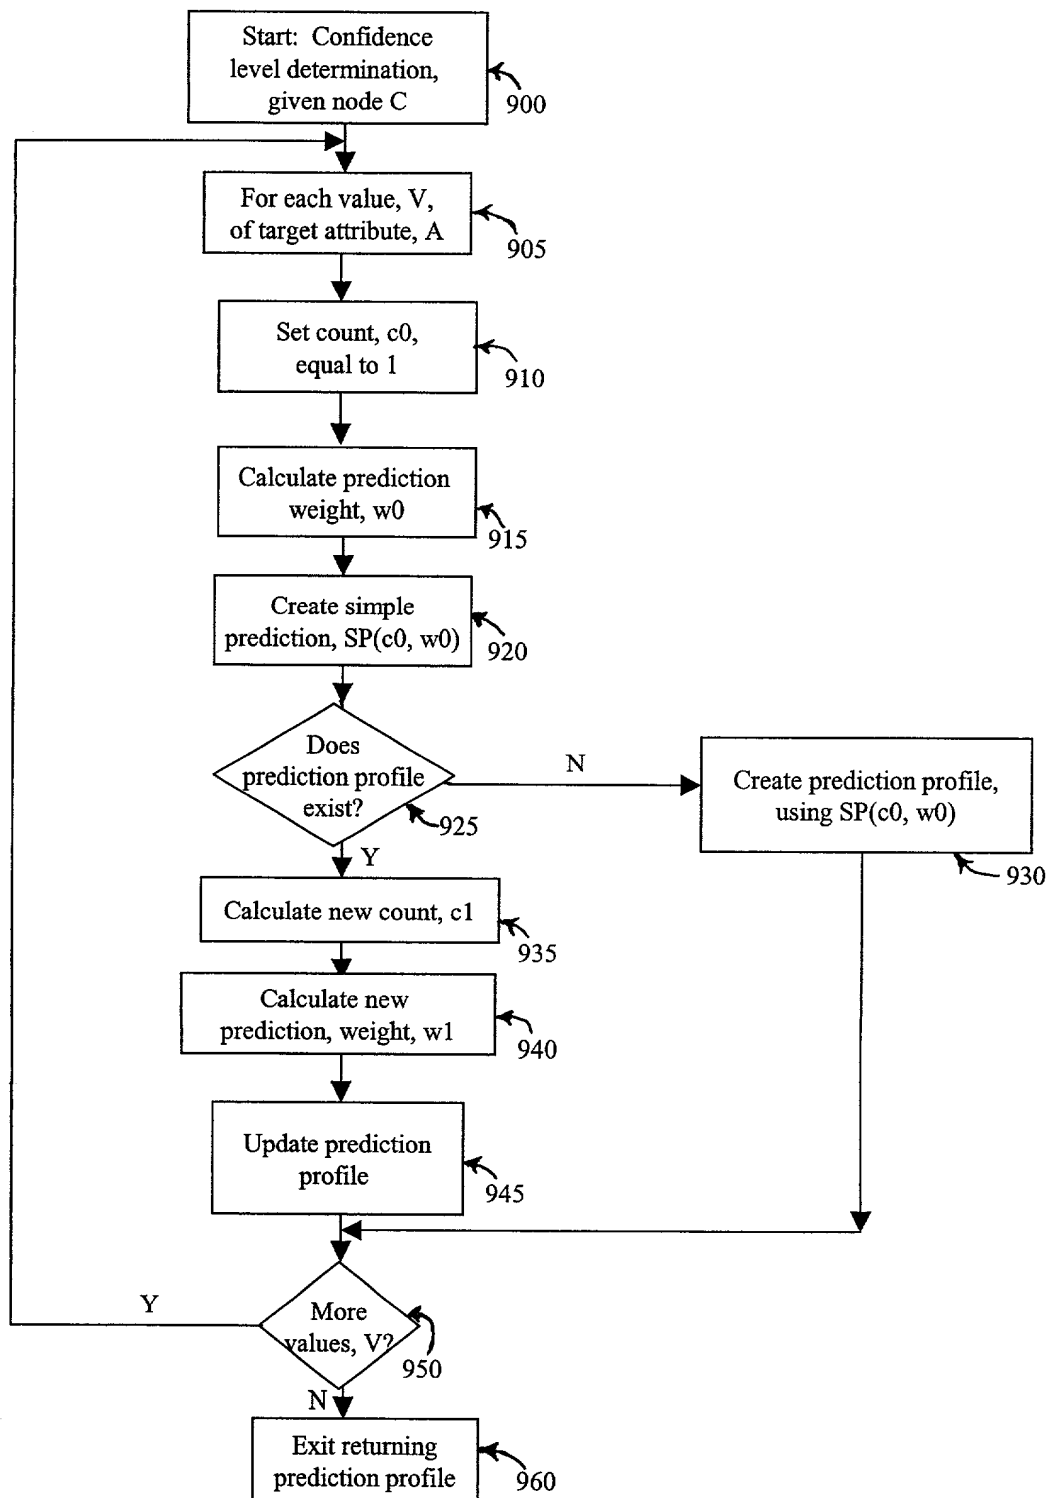 Start: Confidence
level determination,
given node C
900
For each value, V,
of target attribute, A
905
Set count, c0,
equal to 1
910
Calculate prediction
weight, w0
915
Create simple
prediction, SP(c0, w0)
920
Does
prediction profile
exist?
925
N
Create prediction profile,
using SP(c0, w0)
930
Y
Calculate new count, c1
935
Calculate new
prediction, weight, w1
940
Update prediction
profile
945
Y
More
values, V?
950
N
Exit returning
prediction profile
960